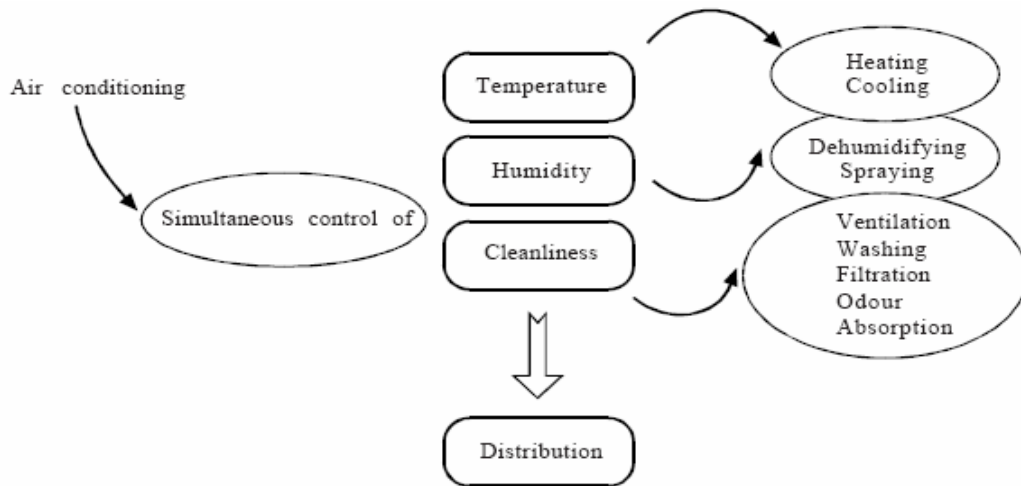 Air conditioning
Simultaneous control of
Temperature
Humidity
Cleanliness
Distribution
Heating
Cooling
Dehumidifying
Spraying
Ventilation
Washing
Filtration
Odour
Absorption